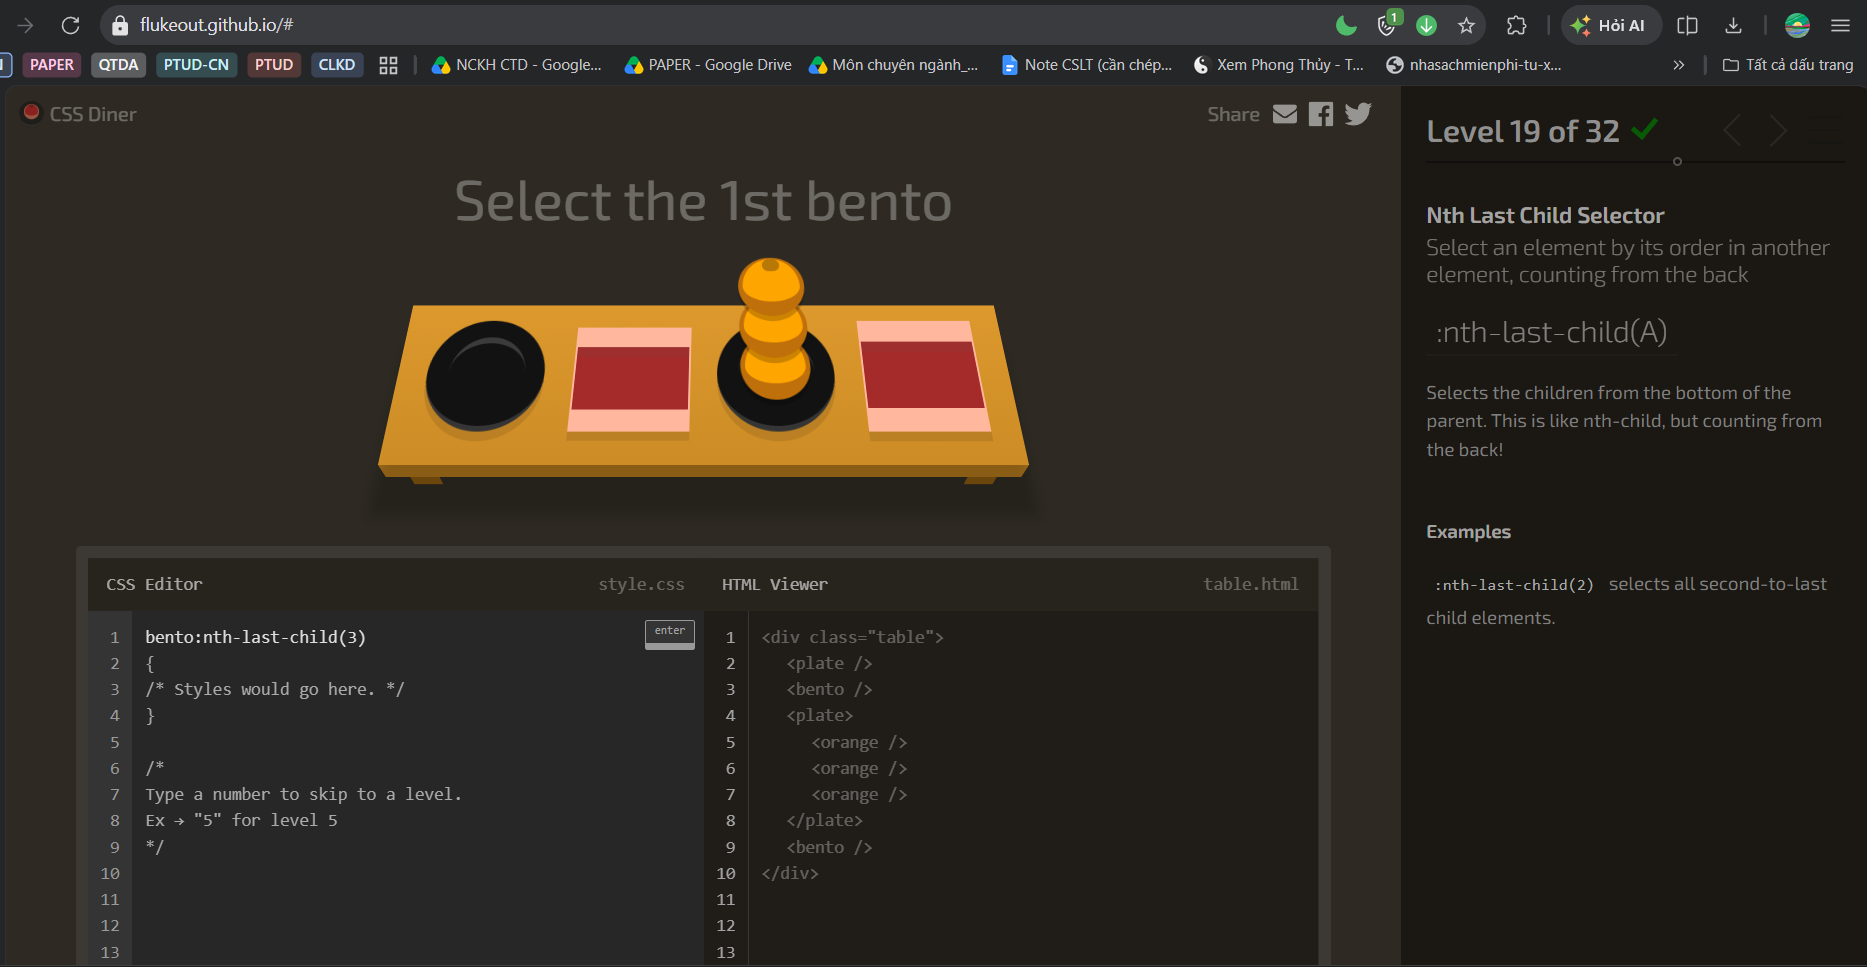 flukeout.github.io/#
1
Hỏi AI
PAPER
QTDA
PTUD-CN
PTUD
CLKD
NCKH CTD - Google...
PAPER - Google Drive
Môn chuyên ngành_...
Note CSLT (cần chép...
Xem Phong Thủy - T...
nhasachmienphi-tu-x...
»
Tất cả dấu trang
CSS Diner
Share
Select the 1st bento
CSS Editor
style.css
1 bento:nth-last-child(3)
enter
2 {
3 /* Styles would go here. */
4 }
5
6 /*
7 Type a number to skip to a level.
8 Ex → "5" for level 5
9 */
10
11
12
13
HTML Viewer
table.html
1 <div class="table">
2 <plate />
3 <bento />
4 <plate>
5 <orange />
6 <orange />
7 <orange />
8 </plate>
9 <bento />
10 </div>
11
12
13
Level 19 of 32
Nth Last Child Selector
Select an element by its order in another
element, counting from the back
:nth-last-child(A)
Selects the children from the bottom of the
parent. This is like nth-child, but counting from
the back!
Examples
:nth-last-child(2) selects all second-to-last
child elements.